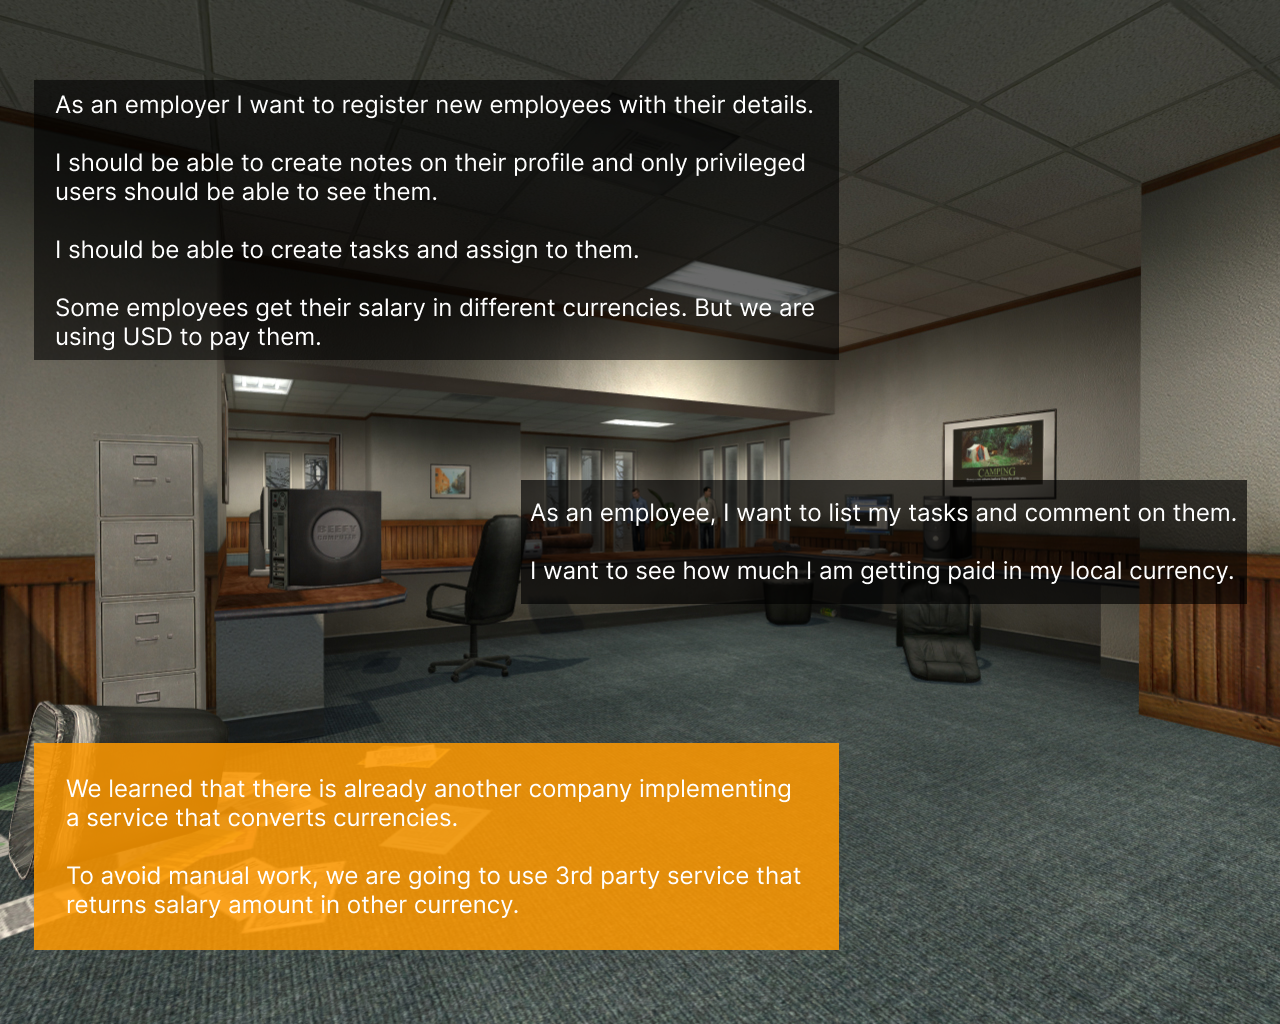 As an employer I want to register new employees with their details.
I should be able to create notes on their profile and only privileged
users should be able to see them.
I should be able to create tasks and assign to them.
Some employees get their salary in different currencies. But we are
using USD to pay them.
CAMPING
As an employee, I want to list my tasks and comment on them.
I want to see how much I am getting paid in my local currency.
We learned that there is already another company implementing
a service that converts currencies.
To avoid manual work, we are going to use 3rd party service that
returns salary amount in other currency.